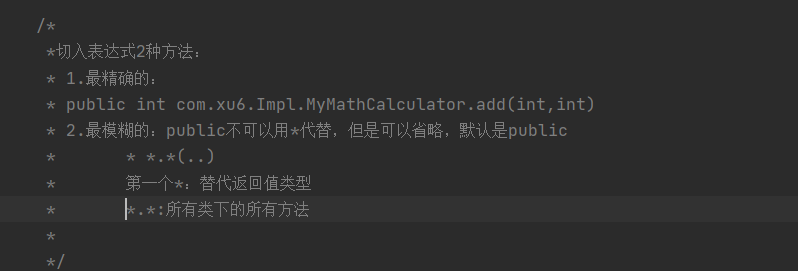 /*
*切入表达式2种方法：
* 1.最精确的：
* public int com.xu6.Impl.MyMathCalculator.add(int,int)
* 2.最模糊的：public不可以用*代替，但是可以省略，默认是public
* * *.*(..)
* 第一个*：替代返回值类型
* *.*:所有类下的所有方法
*
*/